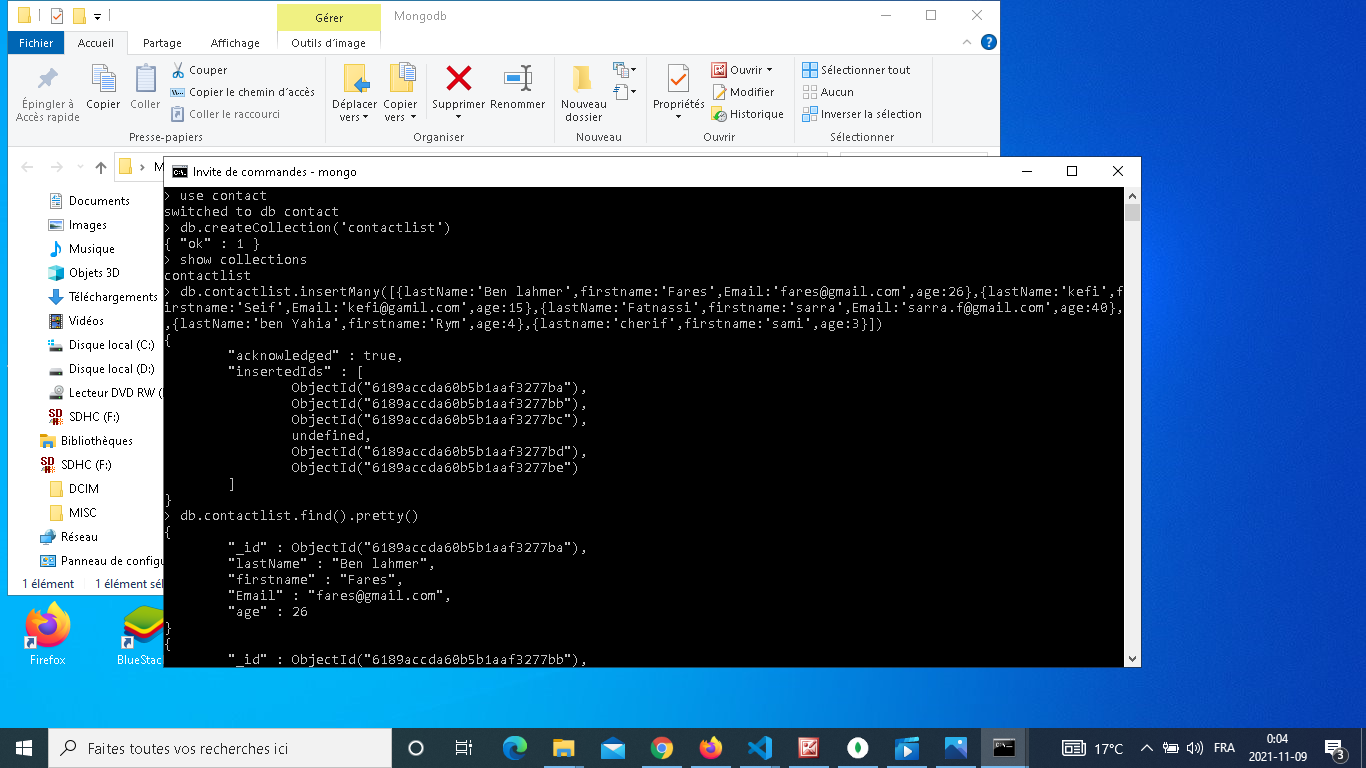 Gérer
Mongodb
Fichier
Accueil
Partage
Affichage
Outils d'image
Épingler à
Accès rapide
Copier
Coller
Couper
Copier le chemin d'accès
Coller le raccourci
Presse-papiers
Déplacer
vers
Copier
vers
Supprimer
Renommer
Organiser
Nouveau
dossier
Nouveau
Propriétés
Ouvrir
Modifier
Historique
Ouvrir
Sélectionner tout
Aucun
Inverser la sélection
Sélectionner
M
Documents
Images
Musique
Objets 3D
Téléchargements
Vidéos
Disque local (C:)
Disque local (D:)
Lecteur DVD RW (
SDHC (F:)
Bibliothèques
SDHC (F:)
DCIM
MISC
Réseau
Panneau de configu
1 élément
1 élément sél
Invite de commandes - mongo
> use contact
switched to db contact
> db.createCollection('contactlist')
{ "ok" : 1 }
> show collections
contactlist
> db.contactlist.insertMany([{lastName:'Ben lahmer',firstname:'Fares',Email:'fares@gmail.com',age:26},{lastName:'kefi',f
irstname:'Seif',Email:'kefi@gamil.com',age:15},{lastName:'Fatnassi',firstname:'sarra',Email:'sarra.f@gmail.com',age:40},
,{lastName:'ben Yahia',firstname:'Rym',age:4},{lastname:'cherif',firstname:'sami',age:3}])
{
"acknowledged" : true,
"insertedIds" : [
ObjectId("6189accda60b5b1aaf3277ba"),
ObjectId("6189accda60b5b1aaf3277bb"),
ObjectId("6189accda60b5b1aaf3277bc"),
undefined,
ObjectId("6189accda60b5b1aaf3277bd"),
ObjectId("6189accda60b5b1aaf3277be")
]
}
> db.contactlist.find().pretty()
{
"_id" : ObjectId("6189accda60b5b1aaf3277ba"),
"lastName" : "Ben lahmer",
"firstname" : "Fares",
"Email" : "fares@gmail.com",
"age" : 26
}
{
"_id" : ObjectId("6189accda60b5b1aaf3277bb"),
Firefox
BlueStac
Faites toutes vos recherches ici
17°C
FRA
0:04
2021-11-09
3